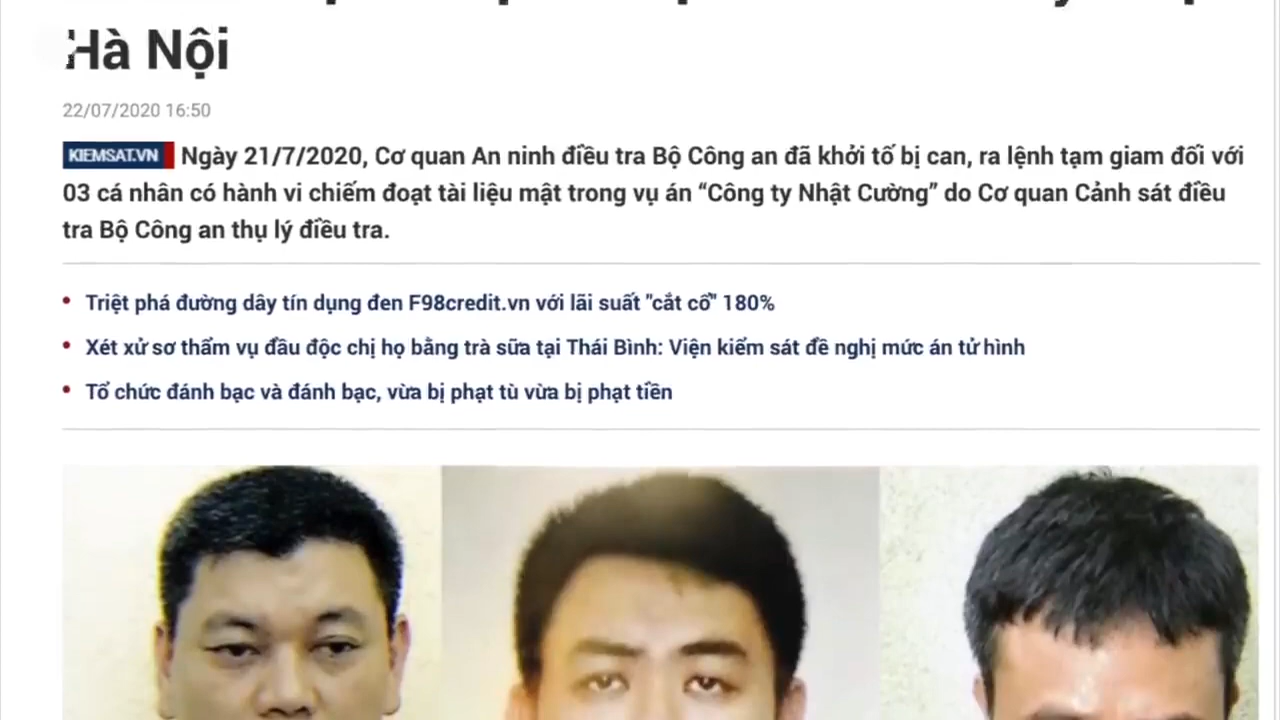 Hà Nội
22/07/2020 16:50
KIEMSAT.VN Ngày 21/7/2020, Cơ quan An ninh điều tra Bộ Công an đã khởi tố bị can, ra lệnh tạm giam đối với
03 cá nhân có hành vi chiếm đoạt tài liệu mật trong vụ án “Công ty Nhật Cường” do Cơ quan Cảnh sát điều
tra Bộ Công an thụ lý điều tra.
• Triệt phá đường dây tín dụng đen F98credit.vn với lãi suất "cắt cổ" 180%
• Xét xử sơ thẩm vụ đầu độc chị họ bằng trà sữa tại Thái Bình: Viện kiểm sát đề nghị mức án tử hình
• Tổ chức đánh bạc và đánh bạc, vừa bị phạt tù vừa bị phạt tiền